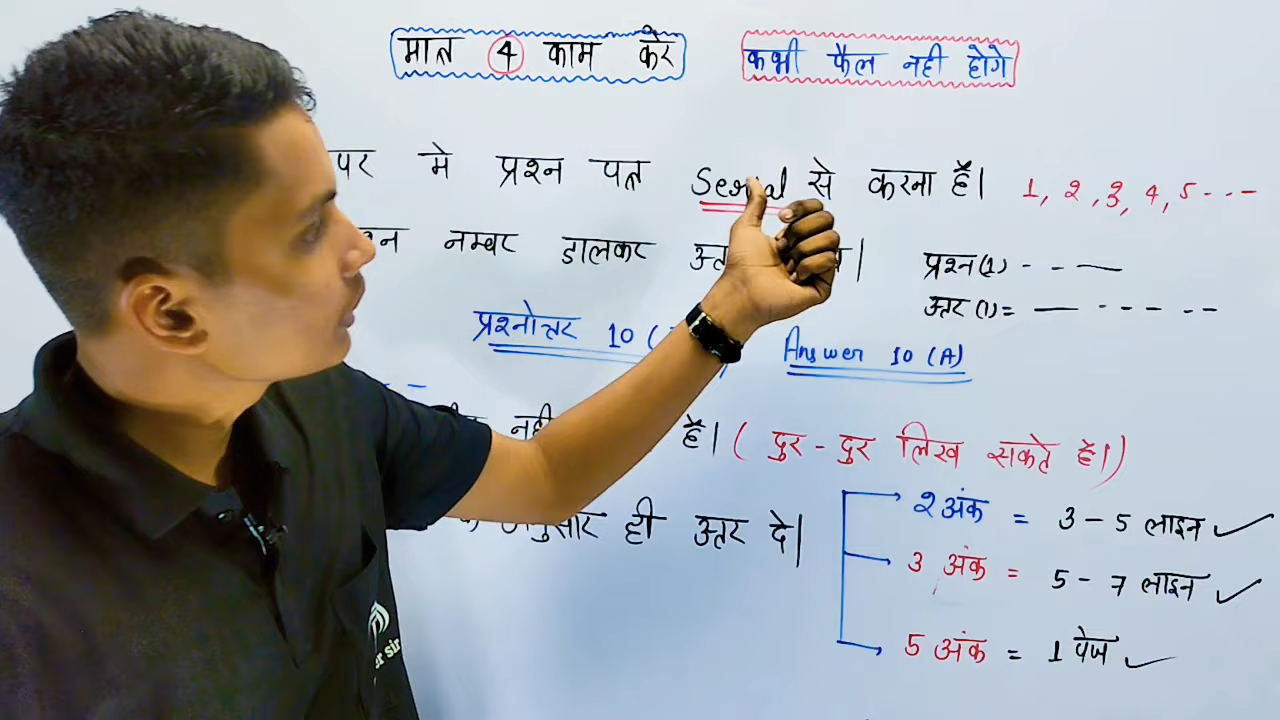 मात्र 4 काम करे
कभी फैल नही होगे
पर मे प्रश्न पत्र Serial से करना है। 1, 2, 3, 4, 5 - - -
नम्बर डालकर
प्रश्न (1) - - —
उत्तर (1) = — - - - - -
प्रश्नोत्तर 10 (
Answer 10 (A)
नही है। ( दुर - दुर लिख सकते है।)
अनुसार ही उत्तर दे।
2 अंक = 3 - 5 लाइन ✓
3 अंक = 5 - 7 लाइन ✓
5 अंक = 1 पेज ✓
er sir